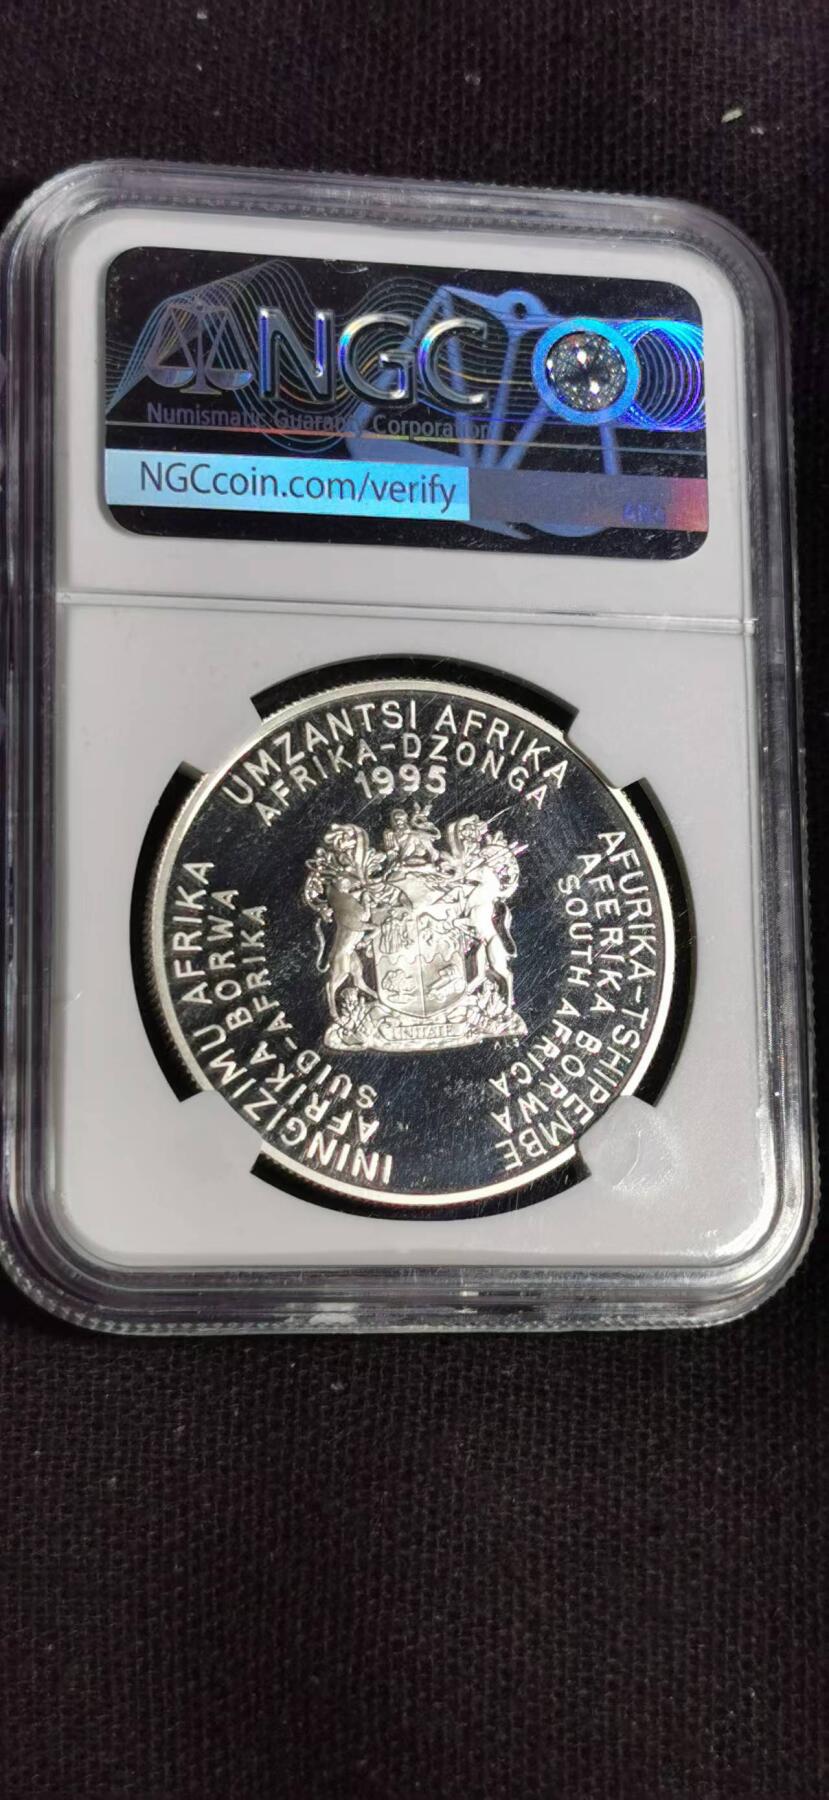 NGC
Numismatic Guaranty Corporation
NGCcoin.com/verify
UMZANTSI AFRIKA
AFRIKA-DZONGA
1995
AFURIKA-TSHIPEMBE
AFERIKA BORWA
SOUTH AFRICA
ININGIZIMU AFRIKA
AFRIKA BORWA
SUID-AFRIKA